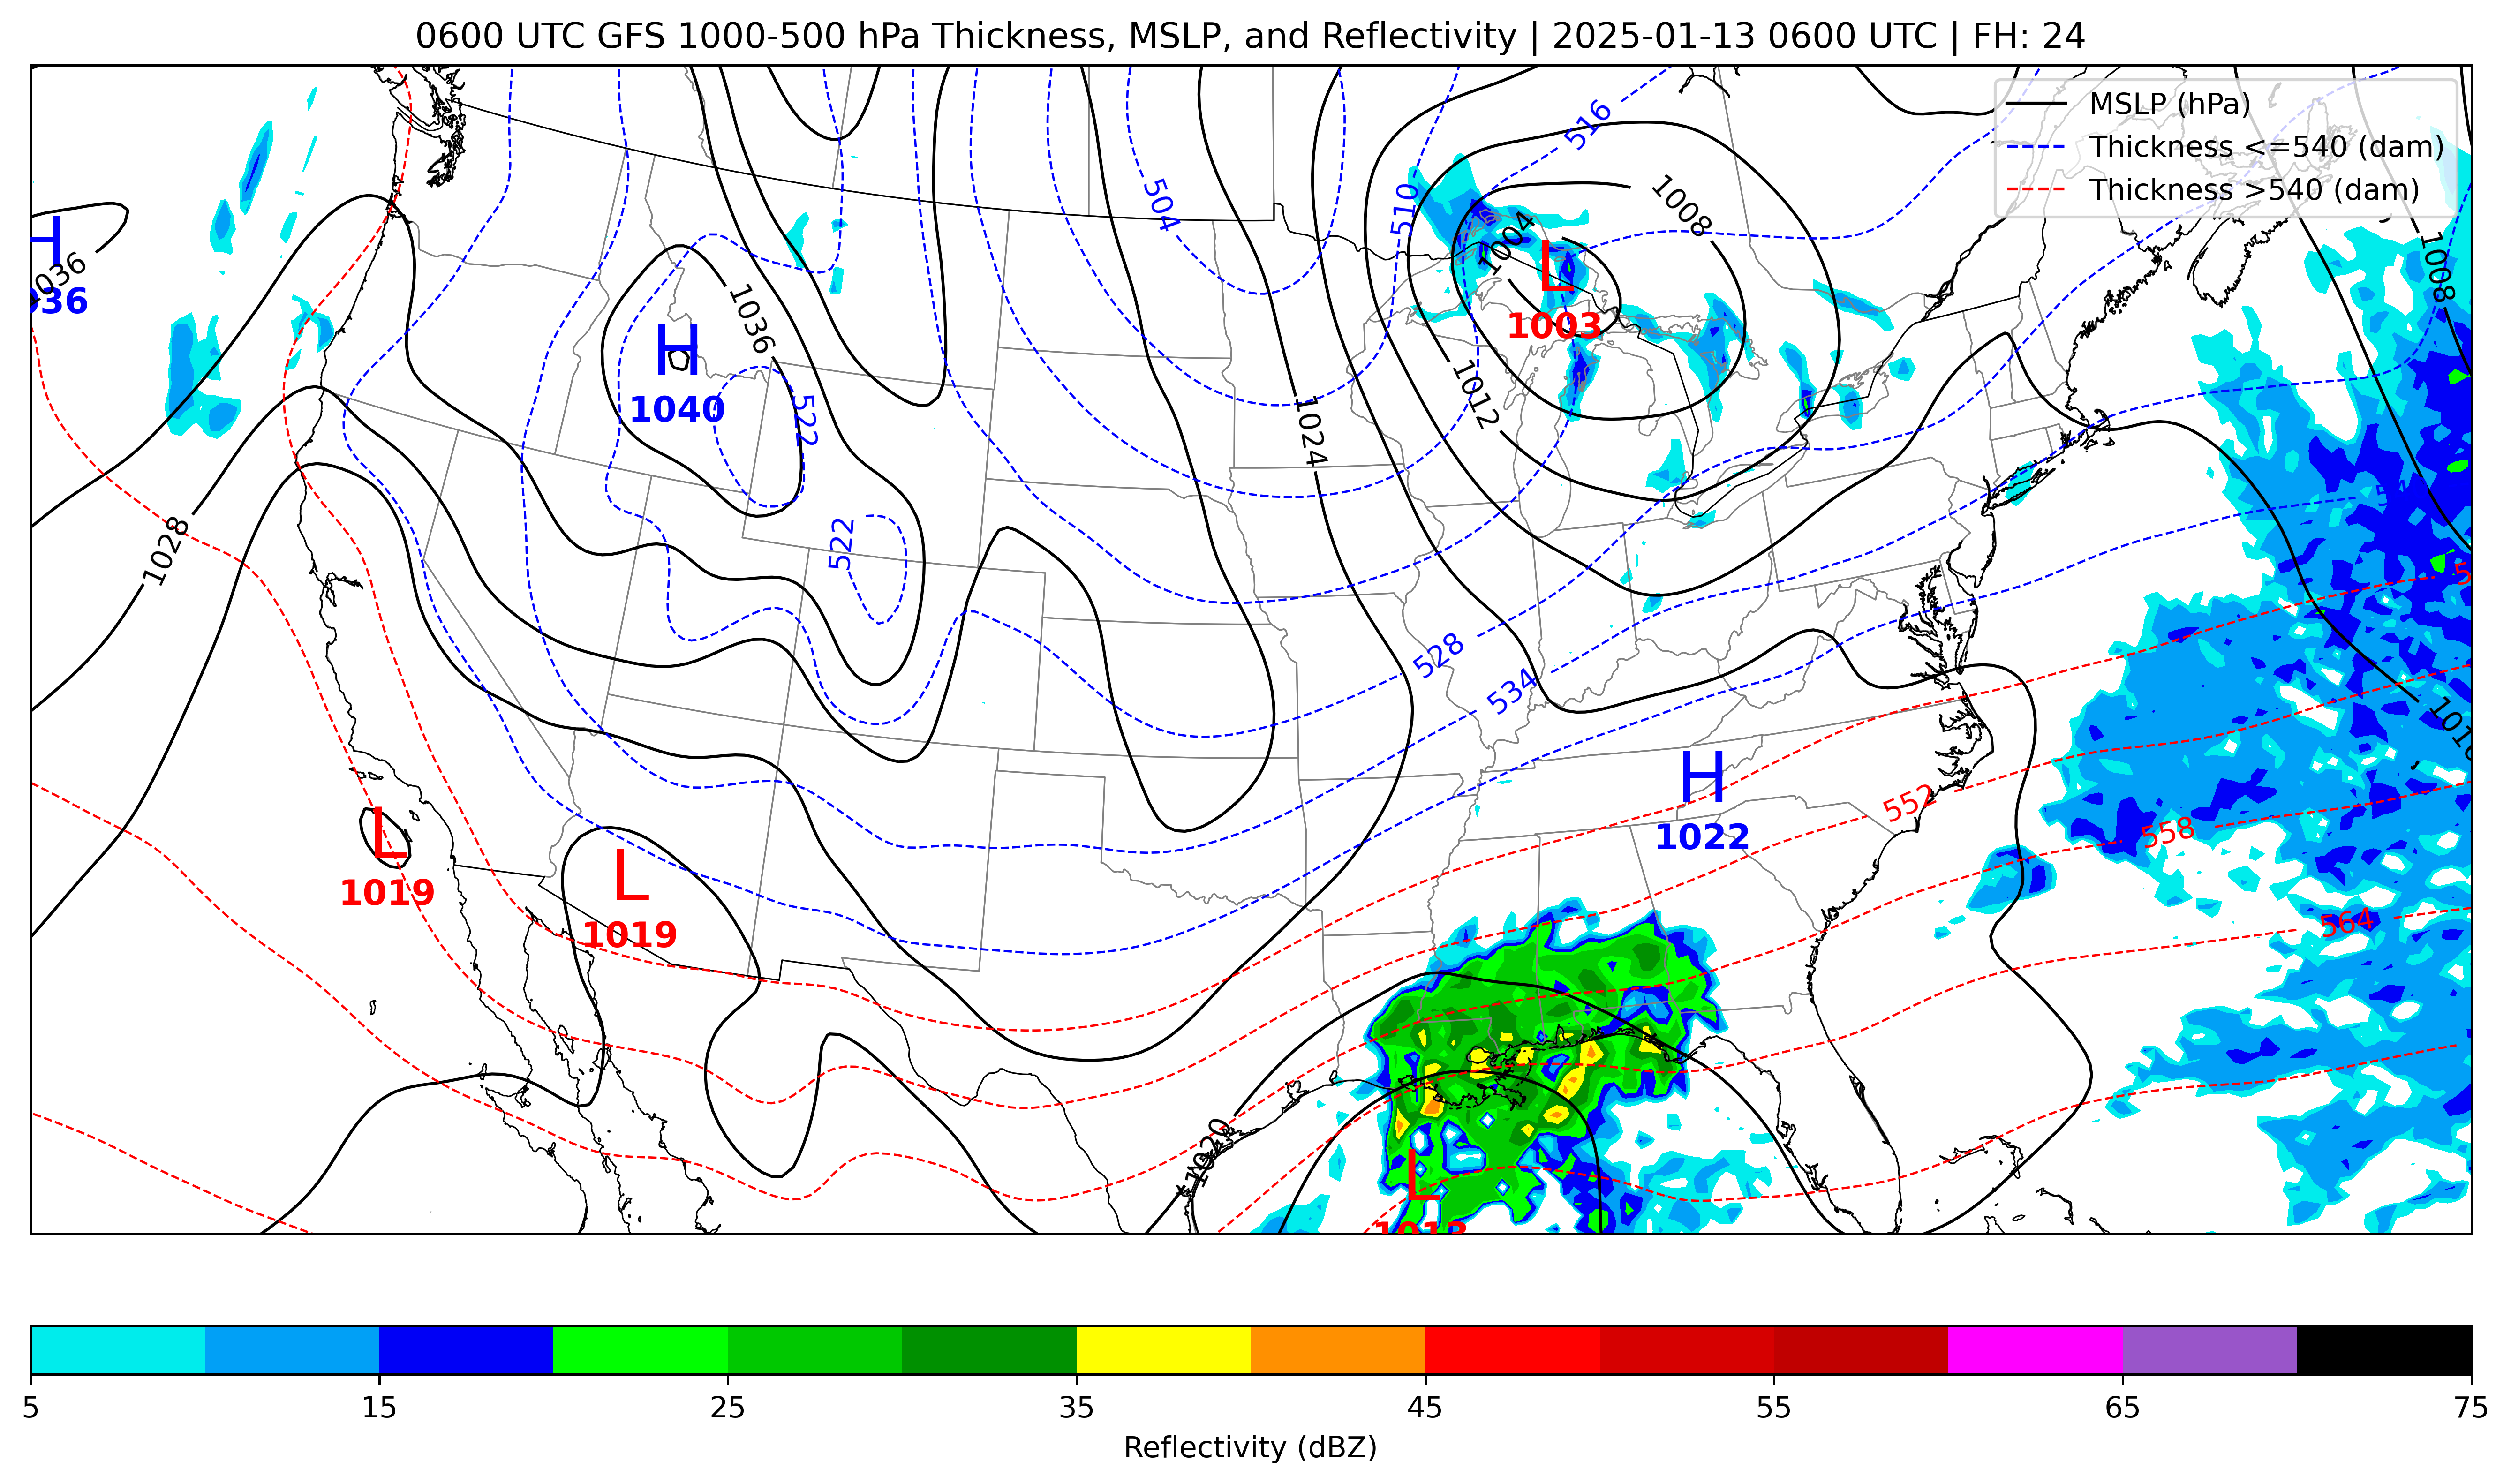 0600 UTC GFS 1000-500 hPa Thickness, MSLP, and Reflectivity | 2025-01-13 0600 UTC | FH: 24
MSLP (hPa)
Thickness <=540 (dam)
Thickness >540 (dam)
516
510
504
1008
1004
L
1003
1008
H
1036
036
1036
H
1040
522
1012
1024
522
1028
528
534
1016
H
1022
552
558
564
L
1019
L
1019
1020
L
1013
5
15
25
35
45
55
65
75
Reflectivity (dBZ)